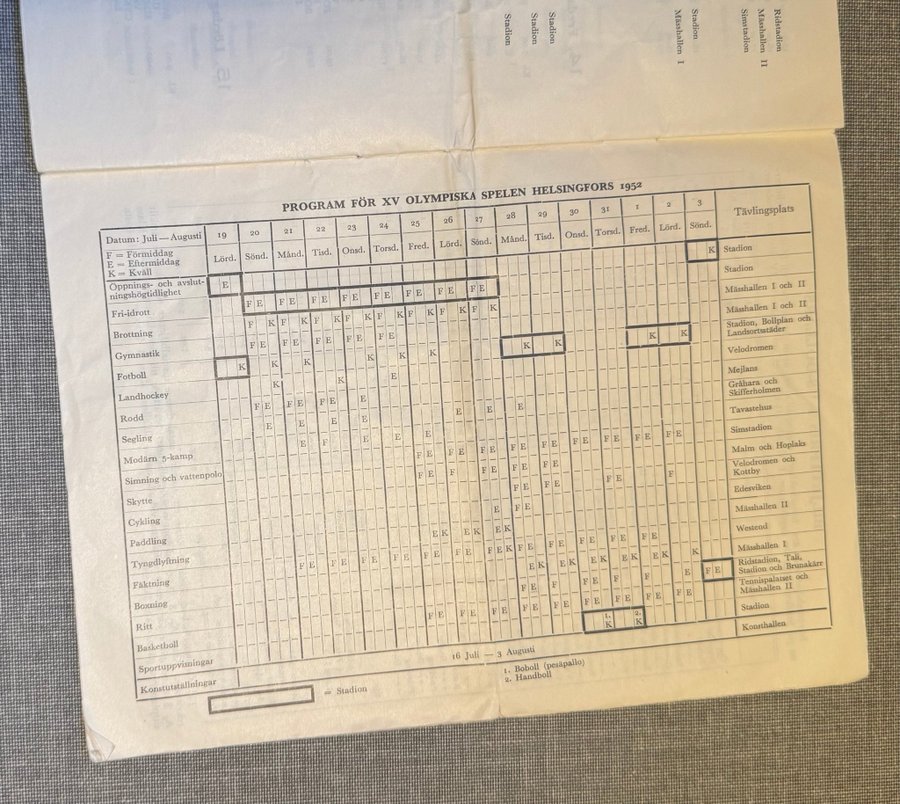 Stadion
Stadion
Stadion
Mässhallen I
Stadion
Simstadion
Mässhallen II
Ridstadion
PROGRAM FÖR XV OLYMPISKA SPELEN HELSINGFORS 1952
Datum: Juli—Augusti 19 20 21 22 23 24 25 26 27 28 29 30 31 1 2 3 Tävlingsplats
F = Förmiddag
E = Eftermiddag
K = Kväll
Lörd. Sönd. Månd. Tisd. Onsd. Torsd. Fred. Lörd. Sönd. Månd. Tisd. Onsd. Torsd. Fred. Lörd. Sönd.
Öppnings- och avslut-
ningshögtidlighet E K Stadion
Fri-idrott F E F E F E F E F E F E F E F E Stadion
Brottning F K F K F K F K F K F K F K F K Mässhallen I och II
Gymnastik F E F E F E F E F E Mässhallen I och II
Fotboll K K K K K K K K K K Stadion, Bollplan och
Landsortsstäder
Landhockey K K E Velodromen
Rodd F E F E F E E Mejlans
Segling E E E E E E E Gråhara och
Skifferholmen
Modärn 5-kamp E F E E E Tavastehus
Simning och vattenpolo F E F E F E F E F E F E F E F E F E Simstadion
Skytte F E F F E F E F E Malm och Hoplaks
Cykling F E F E F E F Velodromen och
Kottby
Paddling E F E Edesviken
Tyngdlyftning E K E K E K Mässhallen II
Fäktning F E F E F E F E F E F E F E K F E F E F E F E F E Westend
Boxning E K E K E K E K E K K Mässhallen I
Ritt F E F F E F F E F E Ridstadion, Tali,
Stadion och Brunakärr
Basketboll F E F E F E F E F E F E F E F E F E Tennispalatset och
Mässhallen II
Sportuppvisningar 1. K 2. K Stadion
Konstutställningar 16 Juli — 3 Augusti Konsthallen
= Stadion
1. Boboll (pesäpallo)
2. Handboll